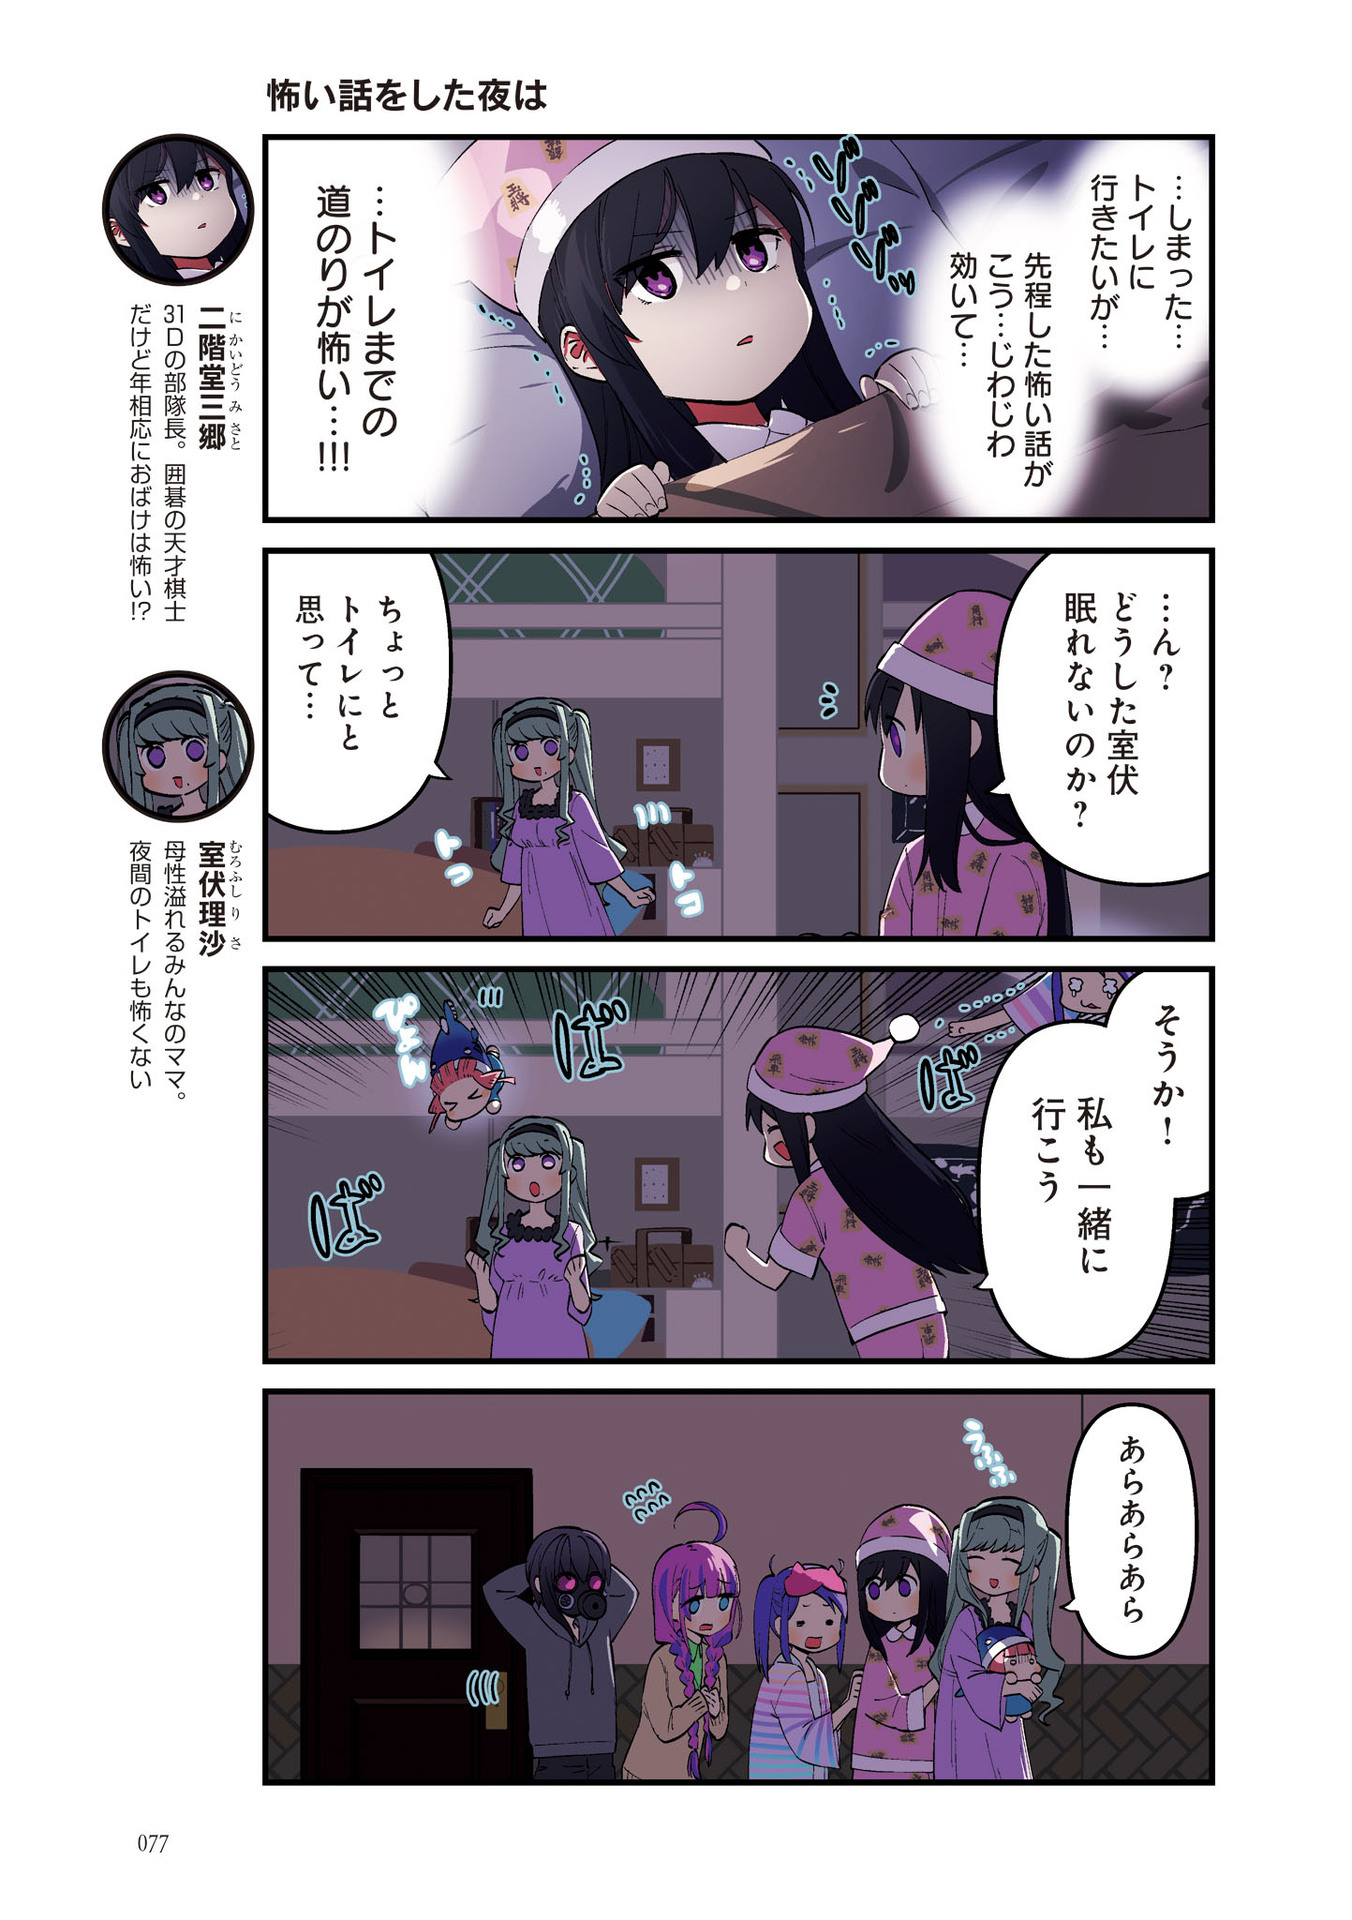 怖い話をした夜は
…しまった…
トイレに
行きたいが…
先程した怖い話が
こう…じわじわ
効いて…
…トイレまでの
道のりが怖い…!!!
…ん?
どうした室伏
眠れないのか?
ちょっと
トイレにと
思って…
トコ
トコ
そうか!
私も一緒に
行こう
ば
ば
ぴょん
ば
あらあらあら
うふふ
二階堂三郷
にかいどうみさと
31Dの部隊長。囲碁の天才棋士
だけど年相応におばけは怖い!?
室伏理沙
むろふしりさ
母性溢れるみんなのママ。
夜間のトイレも怖くない
077